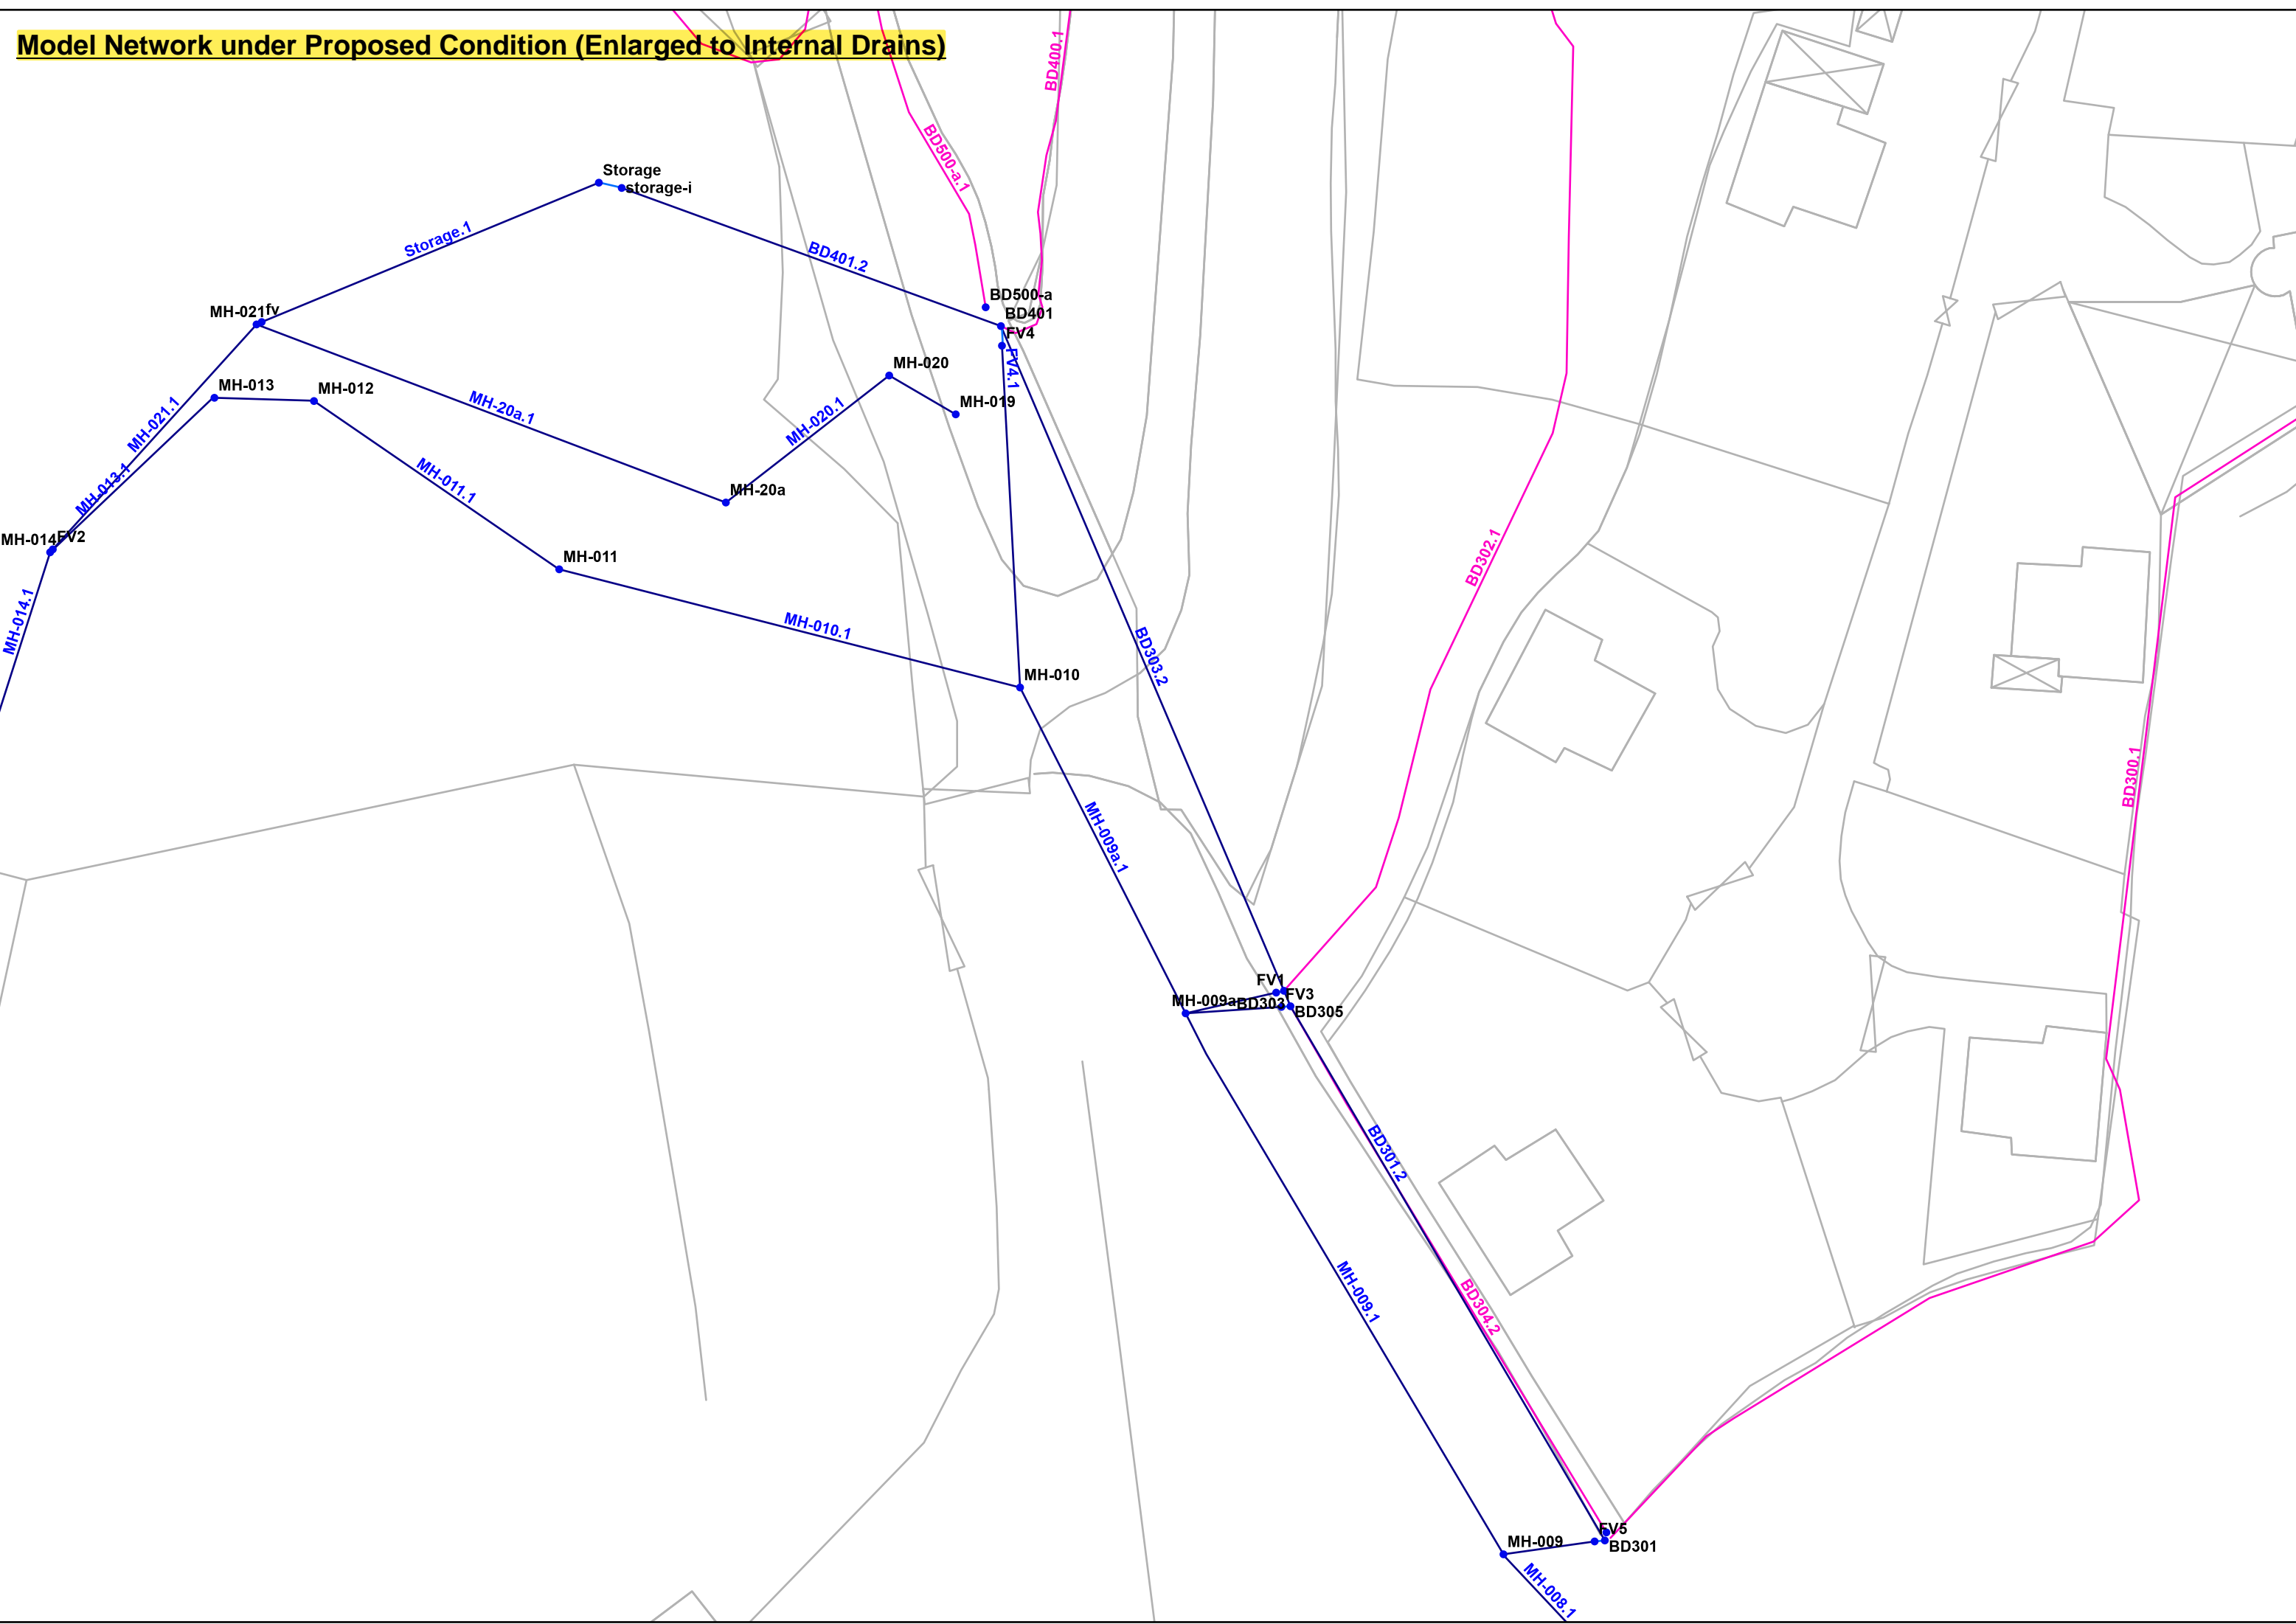 Model Network under Proposed Condition (Enlarged to Internal Drains)
BD400.1
BD500-a.1
Storage
storage-i
Storage.1
BD401.2
BD500-a
MH-021
fv
BD401
FV4
FV4.1
MH-020
MH-013
MH-012
MH-019
MH-021.1
MH-20a.1
MH-020.1
MH-013.1
MH-011.1
MH-20a
MH-014
FV2
MH-011
BD302.1
MH-014.1
MH-010.1
MH-010
BD303.2
BD300.1
MH-009a.1
FV1
FV3
MH-009a
BD303
BD305
BD301.2
MH-009.1
BD304.2
FV5
MH-009
BD301
MH-008.1